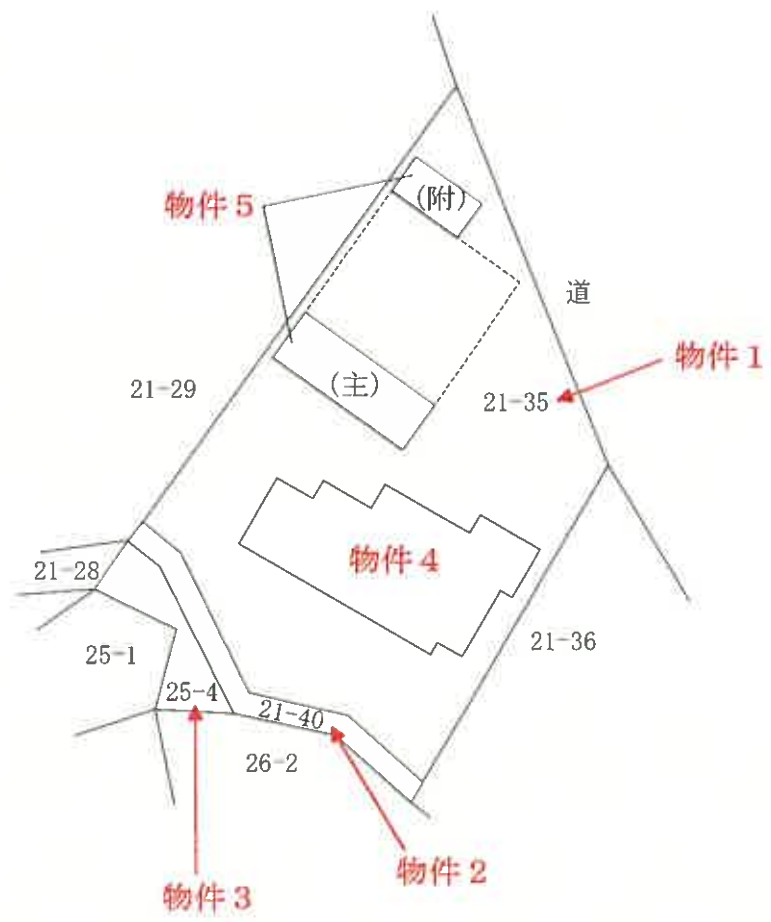 (附)
物件５
道
物件１
21-29
(主)
21-35
物件４
21-28
21-36
25-1
25-4
21-40
26-2
物件２
物件３